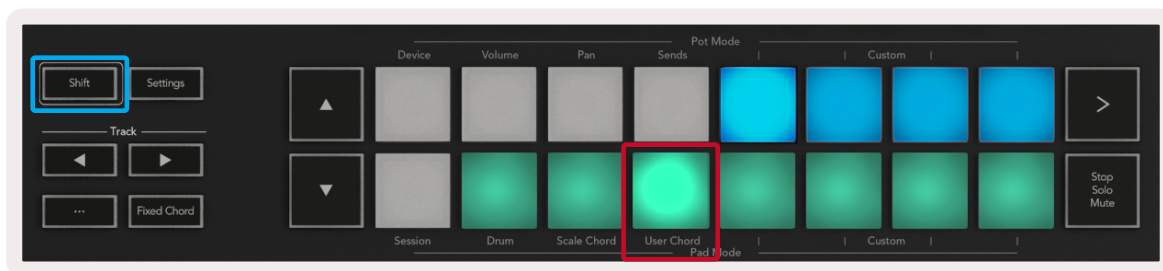 Pot Mode
Device Volume Pan Sends Custom
Shift Settings
Track
... Fixed Chord
Stop
Solo
Mute
Session Drum Scale Chord User Chord Custom
Pad Mode